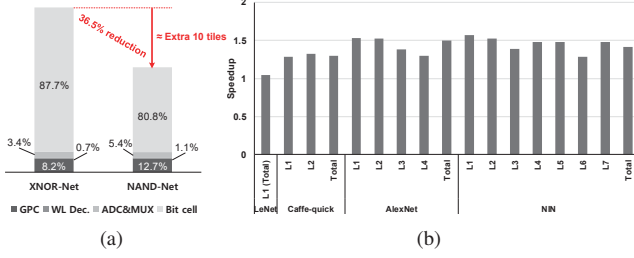 36.5% reduction
≈ Extra 10 tiles
87.7%
80.8%
3.4%
0.7%
5.4%
1.1%
8.2%
12.7%
XNOR-Net NAND-Net
GPC WL Dec. ADC&MUX Bit cell
(a)
Speedup
2
1.5
1
0.5
0
L1 (Total) L1 L2 Total L1 L2 L3 L4 Total L1 L2 L3 L4 L5 L6 L7 Total
LeNet Caffe-quick AlexNet NIN
(b)